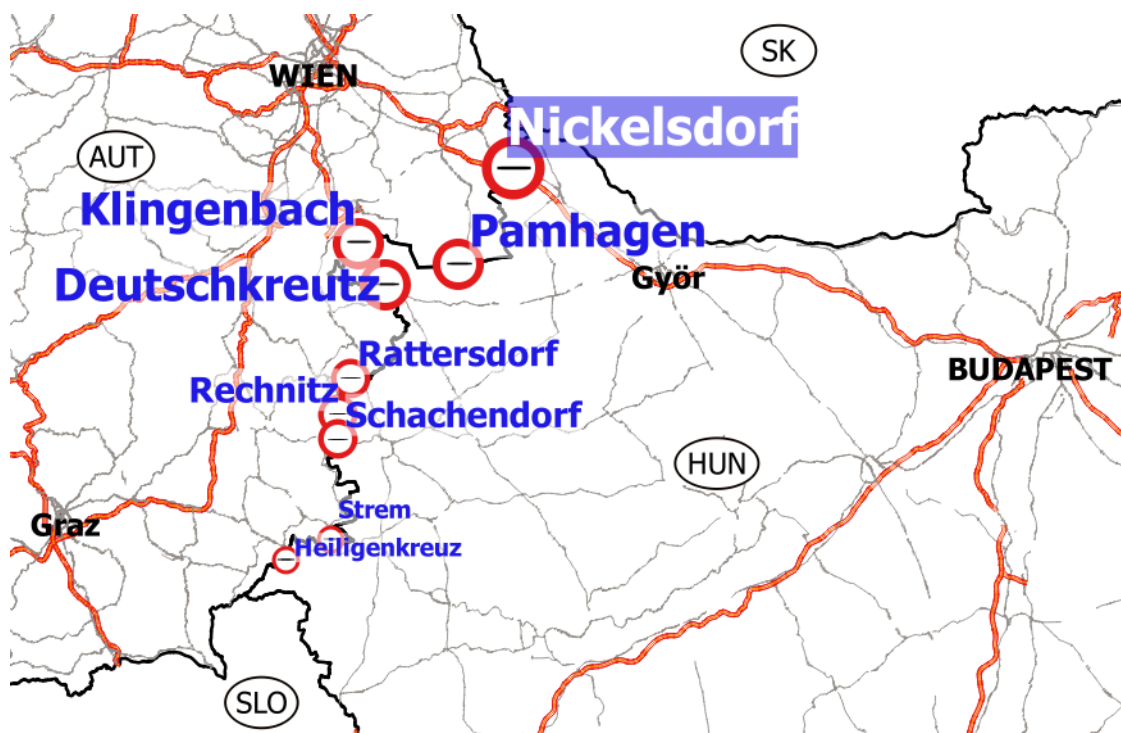 SK
WIEN
Nickelsdorf
AUT
Klingenbach
Pamhagen
Deutschkreutz
Györ
Rattersdorf
BUDAPEST
Rechnitz
Schachendorf
HUN
Strem
Graz
Heiligenkreuz
SLO